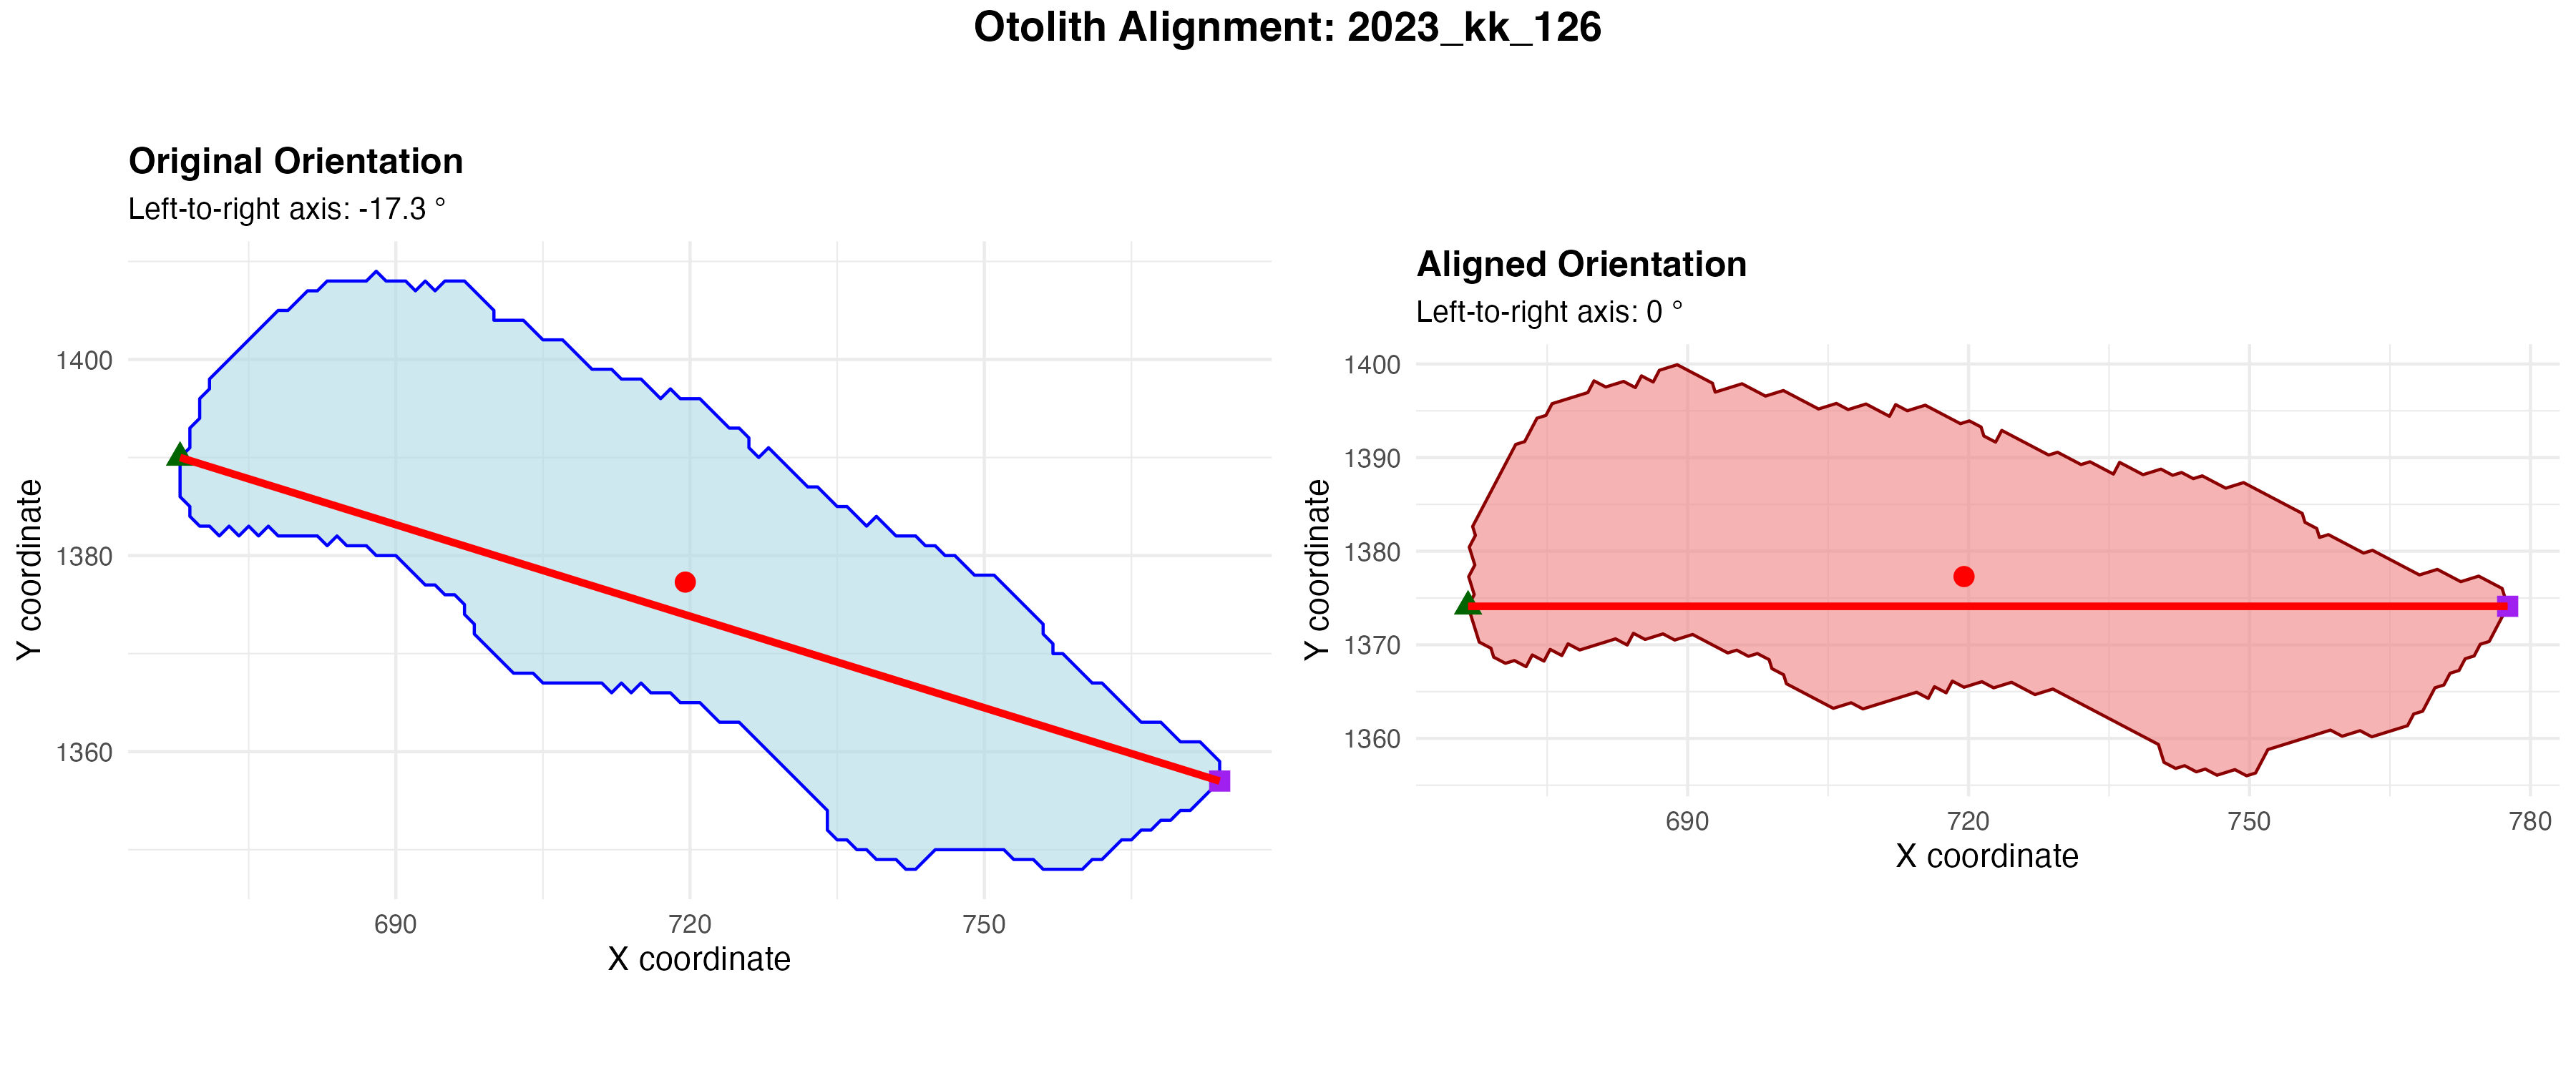 Otolith Alignment: 2023_kk_126
Original Orientation
Left-to-right axis: -17.3 °
1400
1380
1360
Y coordinate
690
720
750
X coordinate
Aligned Orientation
Left-to-right axis: 0 °
1400
1390
1380
1370
1360
Y coordinate
690
720
750
780
X coordinate